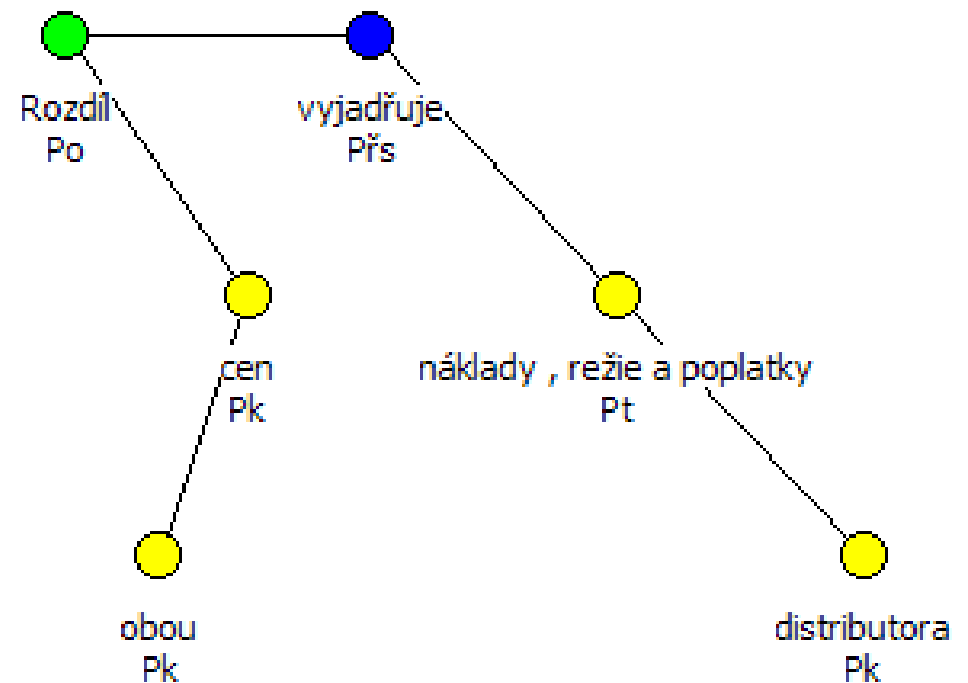 Rozdíl vyjadřuje
Po Přs
cen náklady , režie a poplatky
Pk Pt
obou distributora
Pk Pk